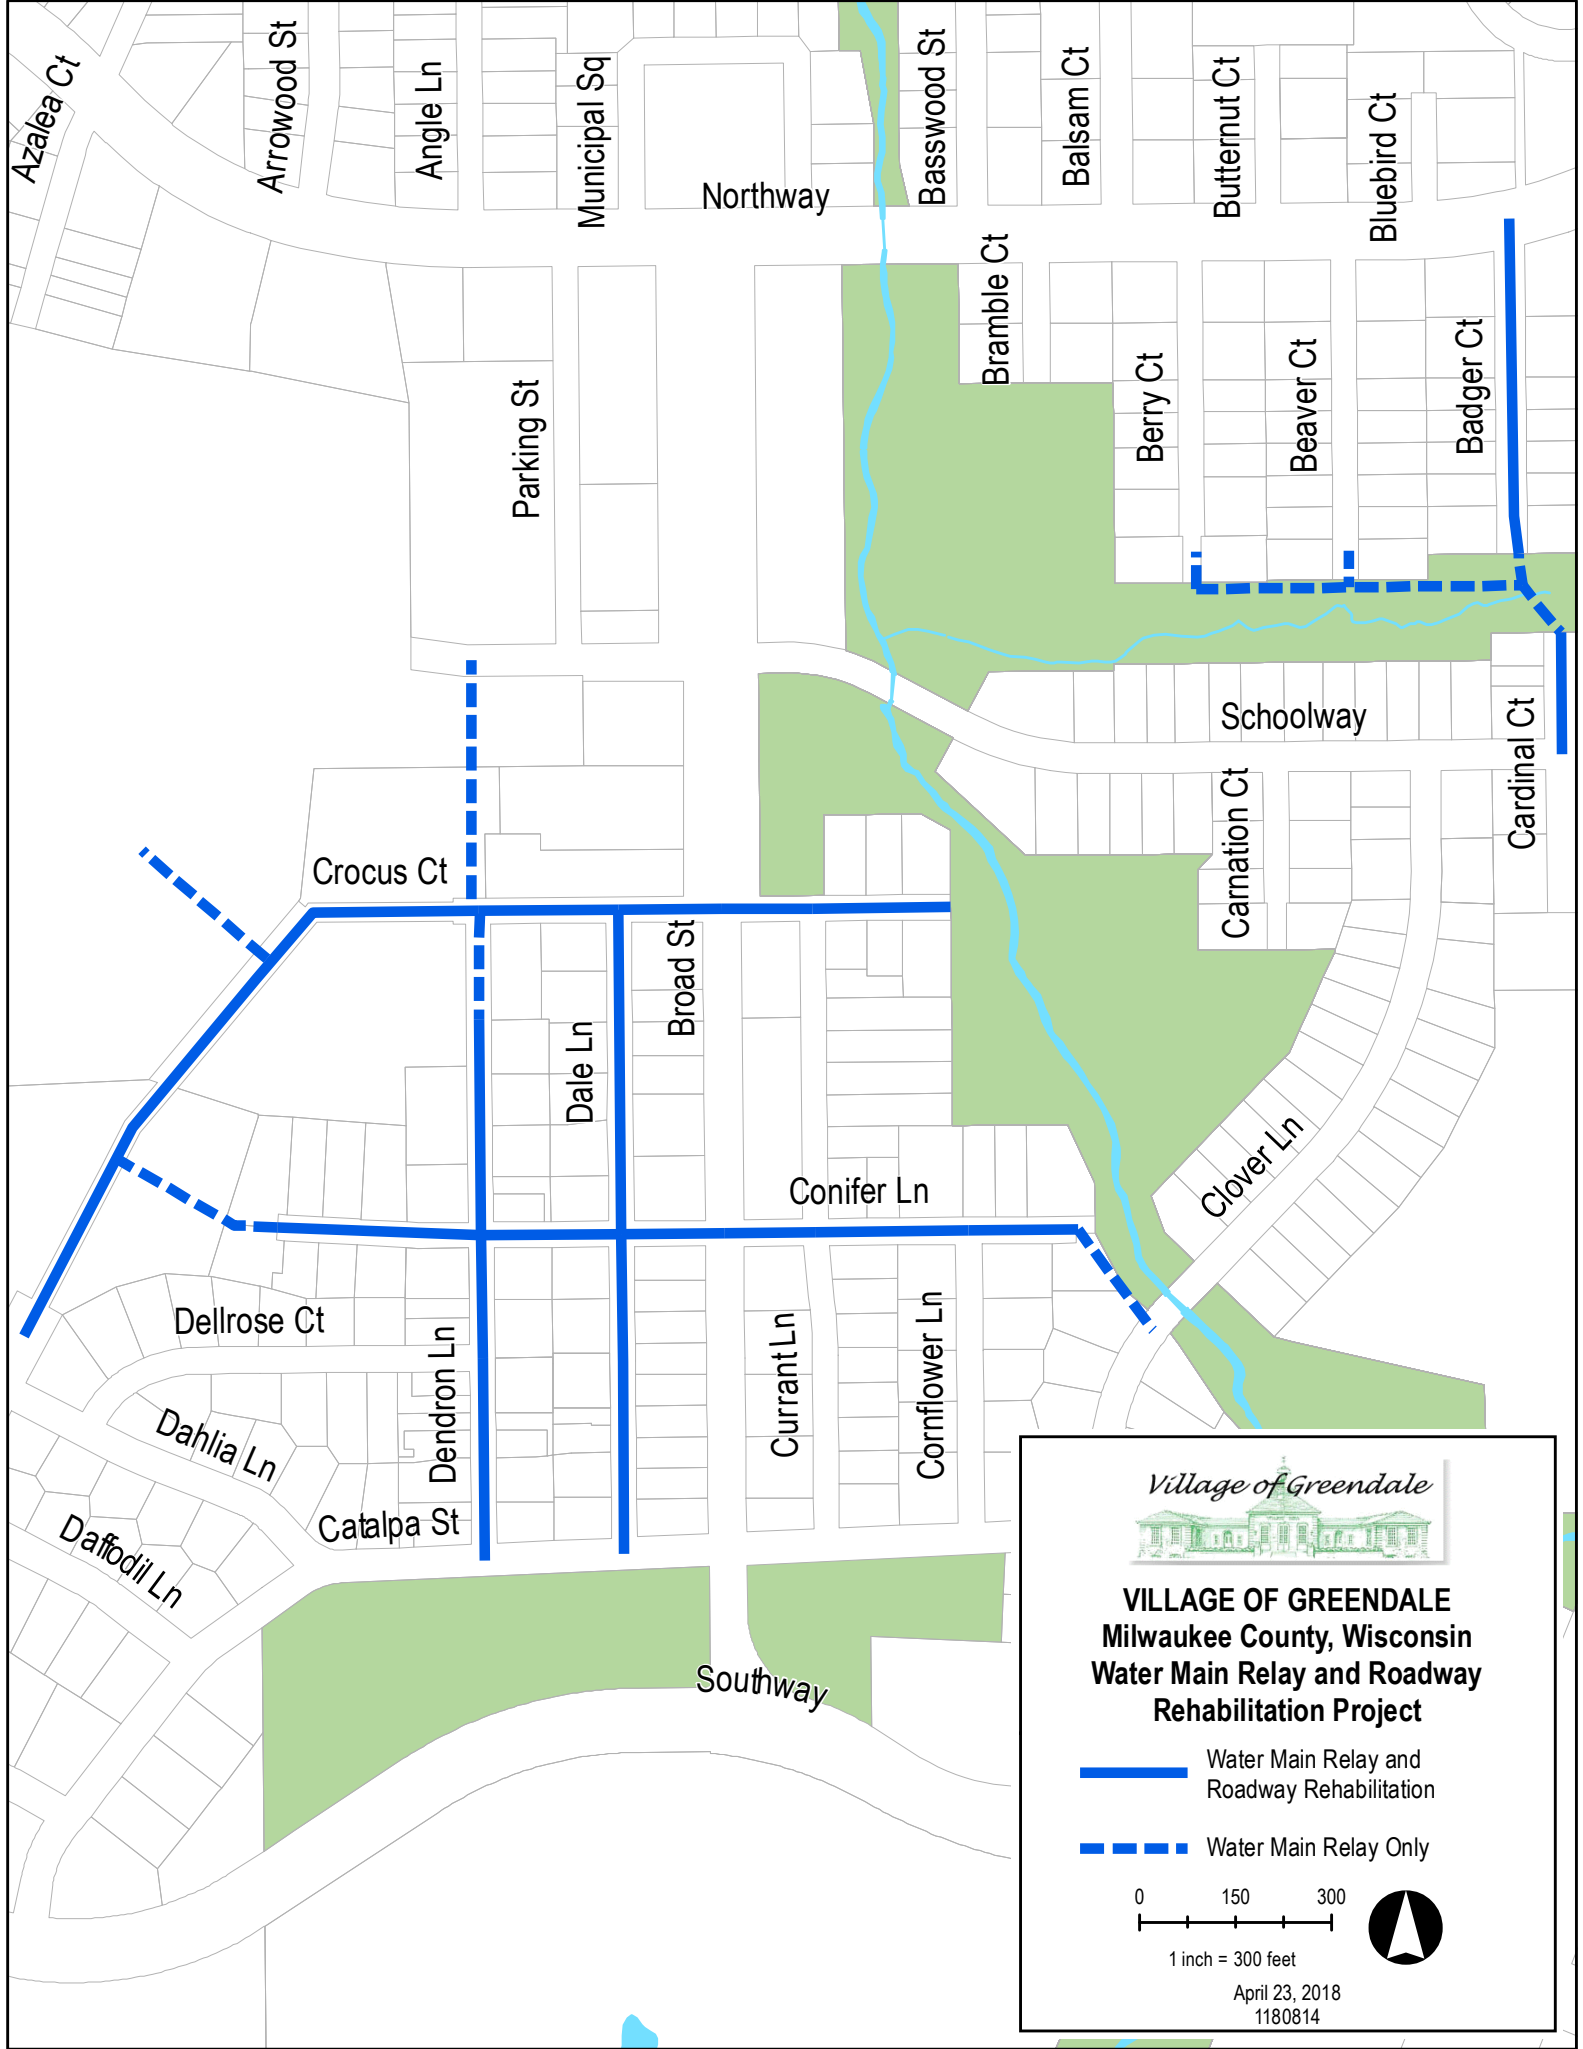 Azalea Ct
Arrowood St
Angle Ln
Municipal Sq
Northway
Basswood St
Balsam Ct
Butternut Ct
Bluebird Ct
Parking St
Bramble Ct
Berry Ct
Beaver Ct
Badger Ct
Schoolway
Cardinal Ct
Carnation Ct
Crocus Ct
Broad St
Dale Ln
Conifer Ln
Clover Ln
Dellrose Ct
Dendron Ln
Currant Ln
Cornflower Ln
Dahlia Ln
Catalpa St
Daffodil Ln
Southway
Village of Greendale
VILLAGE OF GREENDALE
Milwaukee County, Wisconsin
Water Main Relay and Roadway
Rehabilitation Project
Water Main Relay and
Roadway Rehabilitation
Water Main Relay Only
0 150 300
1 inch = 300 feet
April 23, 2018
1180814